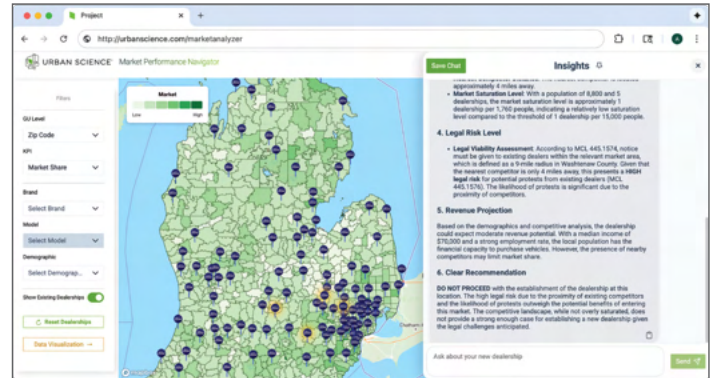 Project
http://urbanscience.com/marketanalyzer
URBAN SCIENCE Market Performance Navigator
Filters
GU Level
Zip Code
KPI
Market Share
Brand
Select Brand
Model
Select Model
Demographic
Select Demograp...
Show Existing Dealerships
Reset Dealerships
Data Visualization →
Market
Low High
Save Chat
Insights
approximately 4 miles away.
• Market Saturation Level: With a population of 8,800 and 5
dealerships, the market saturation level is approximately 1
dealership per 1,760 people, indicating a relatively low saturation
level compared to the threshold of 1 dealership per 15,000 people.
4. Legal Risk Level
• Legal Viability Assessment: According to MCL 445.1574, notice
must be given to existing dealers within the relevant market area,
which is defined as a 9-mile radius in Washtenaw County. Given that
the nearest competitor is only 4 miles away, this presents a HIGH
legal risk for potential protests from existing dealers (MCL
445.1576). The likelihood of protests is significant due to the
proximity of competitors.
5. Revenue Projection
Based on the demographics and competitive analysis, the dealership
could expect moderate revenue potential. With a median income of
$70,000 and a strong employment rate, the local population has the
financial capacity to purchase vehicles. However, the presence of nearby
competitors may limit market share.
6. Clear Recommendation
DO NOT PROCEED with the establishment of the dealership at this
location. The high legal risk due to the proximity of existing competitors
and the likelihood of protests outweigh the potential benefits of entering
this market. The competitive landscape, while not overly saturated, does
not provide a strong enough case for establishing a new dealership given
the legal challenges anticipated.
Ask about your new dealership
Send